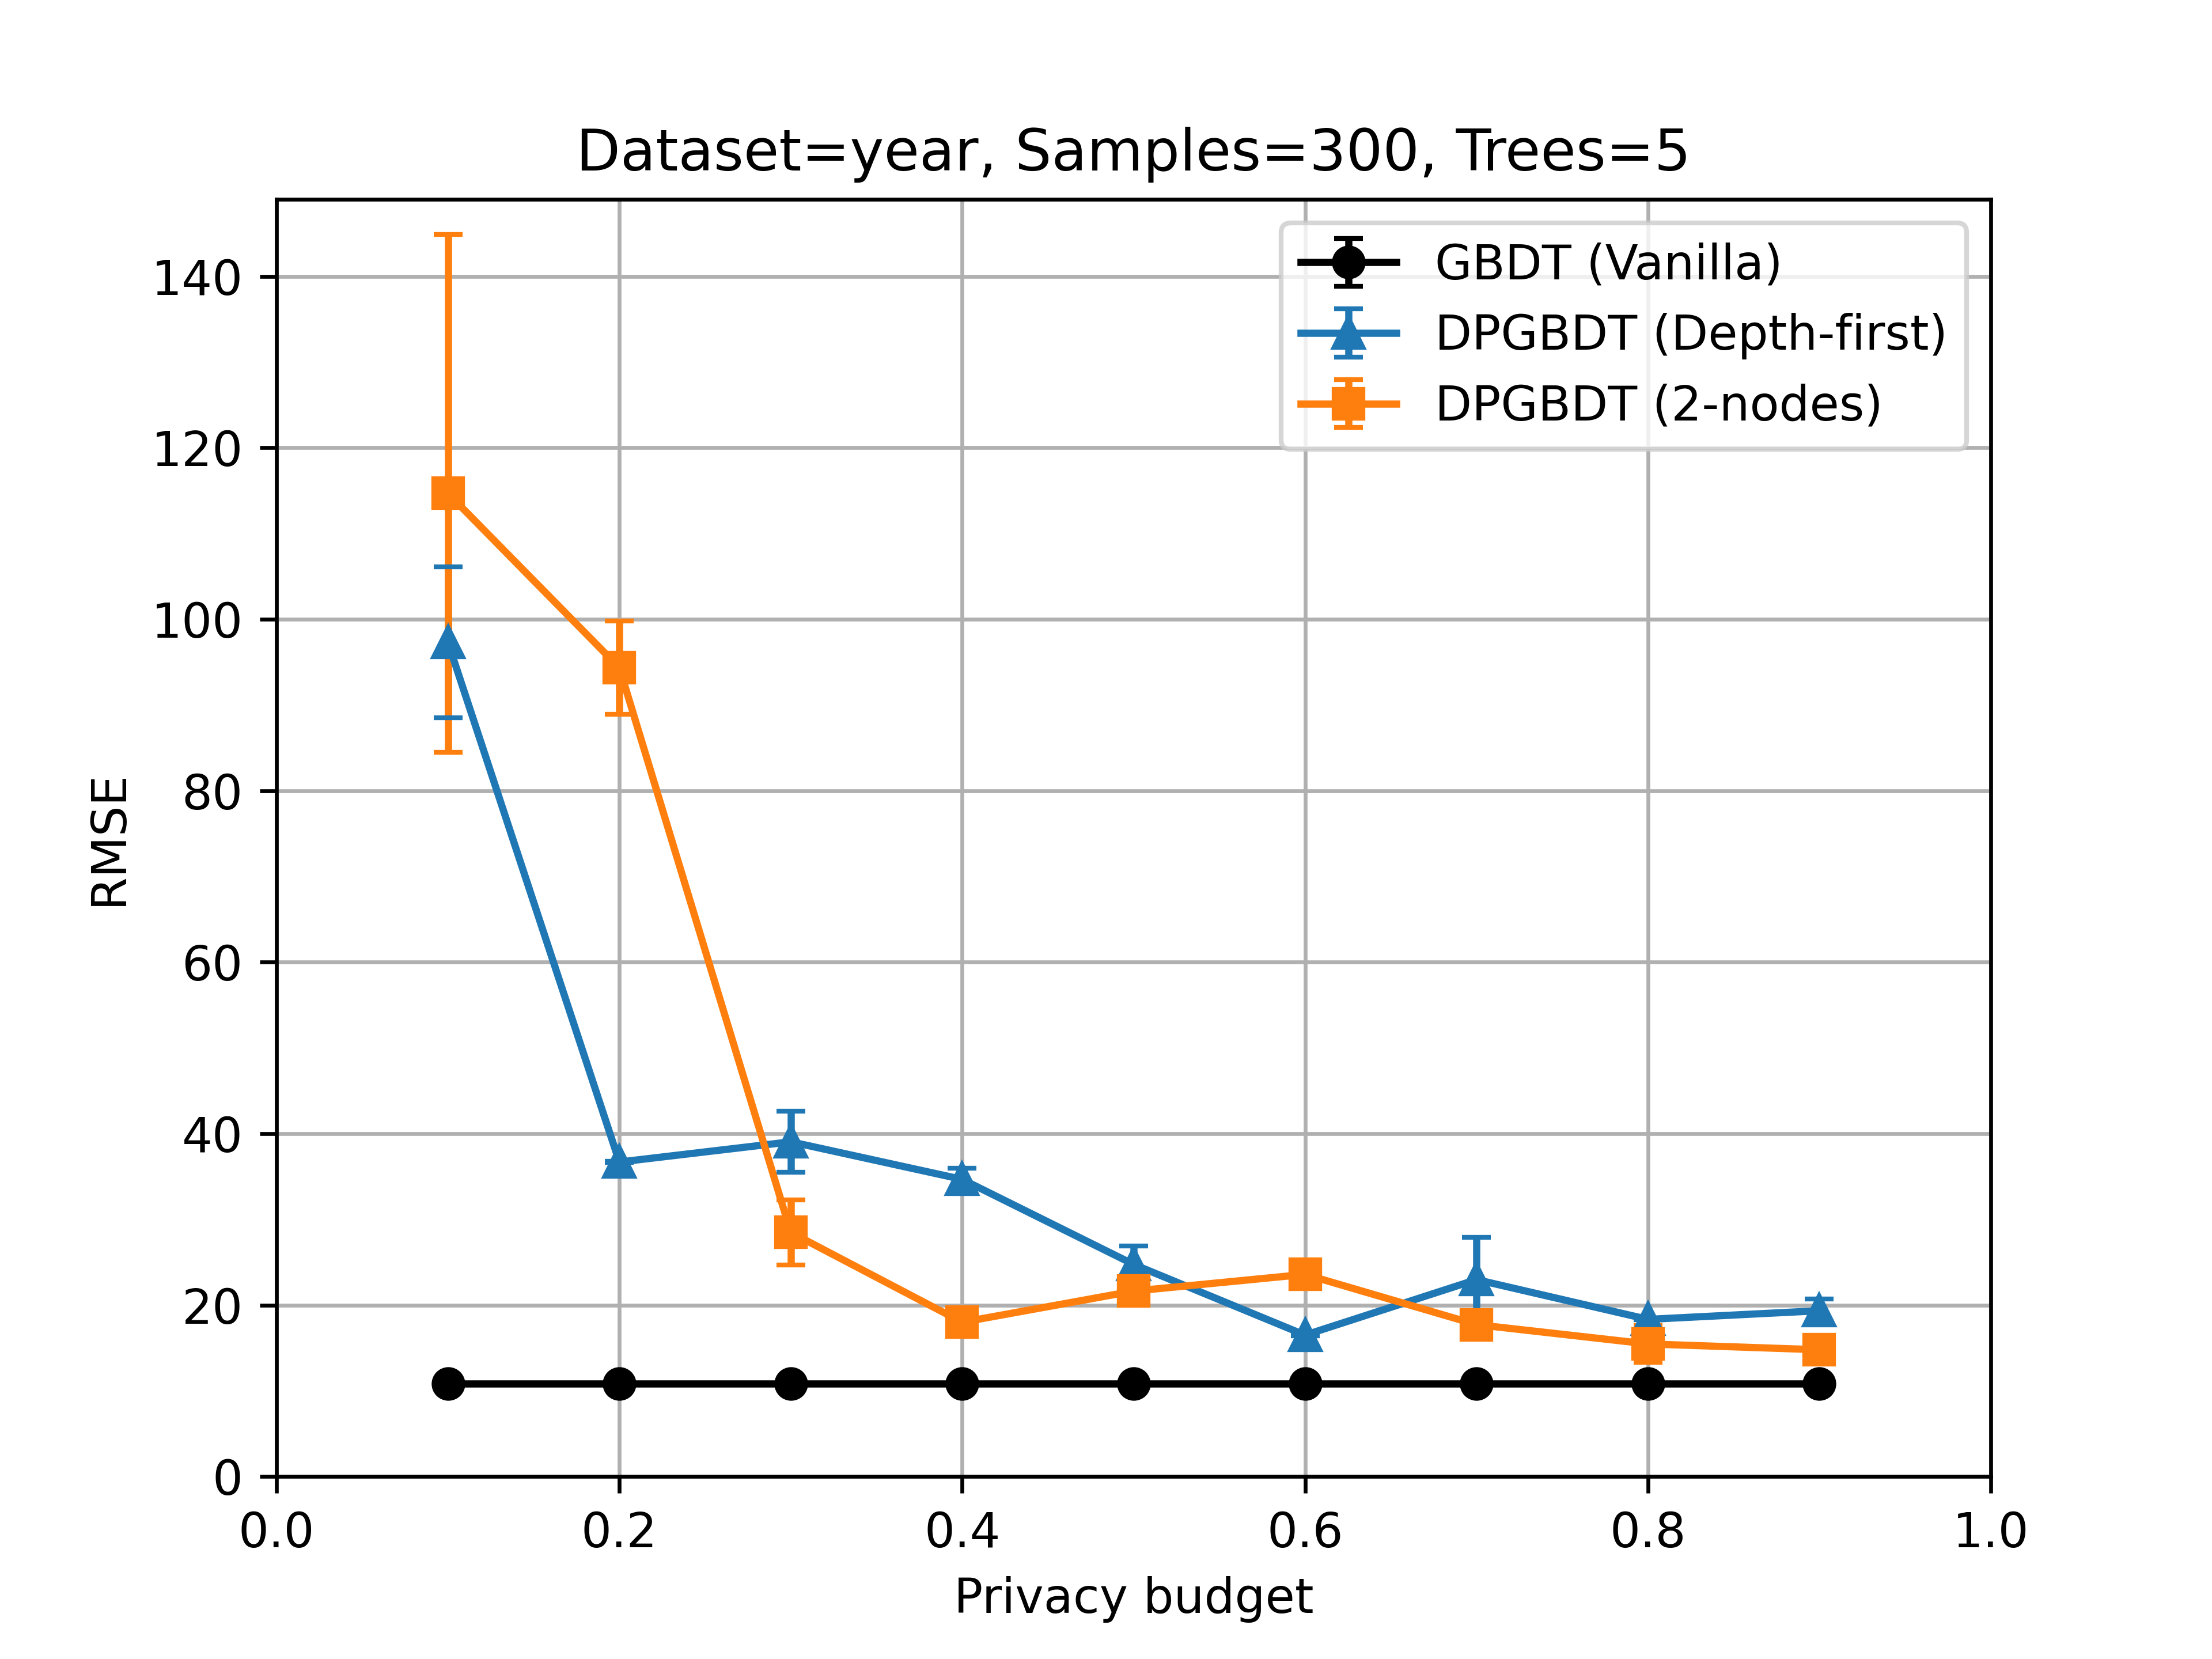 Dataset=year, Samples=300, Trees=5
GBDT (Vanilla)
DPGBDT (Depth-first)
DPGBDT (2-nodes)
RMSE
140
120
100
80
60
40
20
0
0.0 0.2 0.4 0.6 0.8 1.0
Privacy budget